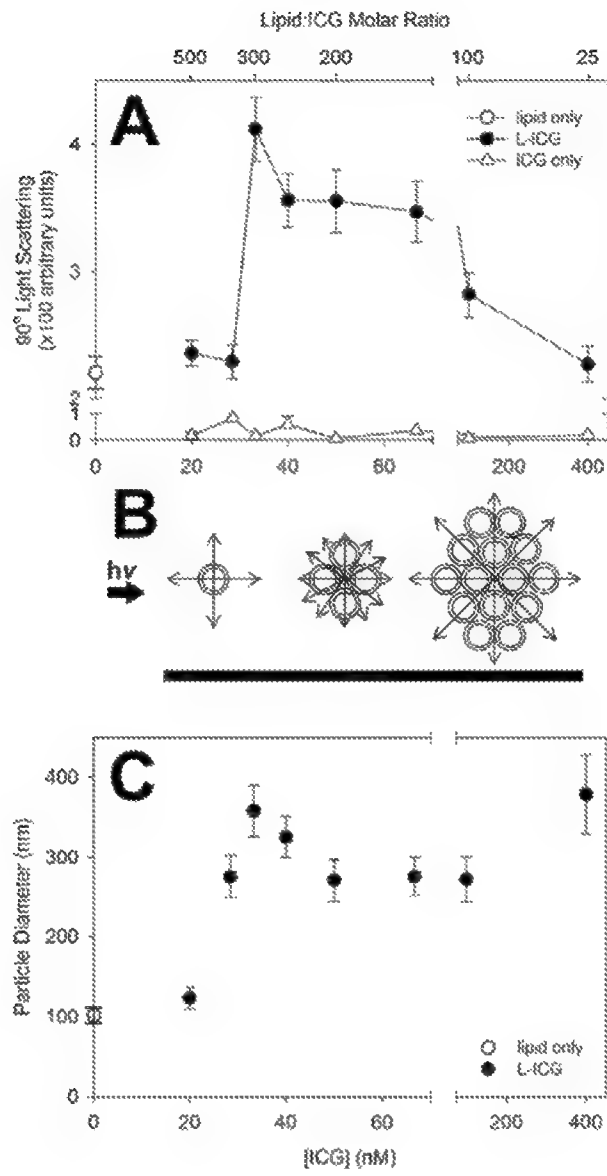 Lipid:ICG Molar Ratio
500 300 200 100 25
A
lipid only
L-ICG
ICG only
90° Light Scattering
(x100 arbitrary units)
4
3
2
1
0
0 20 40 60 200 400
B
hν
C
Particle Diameter (nm)
400
300
200
100
0
lipid only
L-ICG
0 20 40 60 200 400
[ICG] (nM)